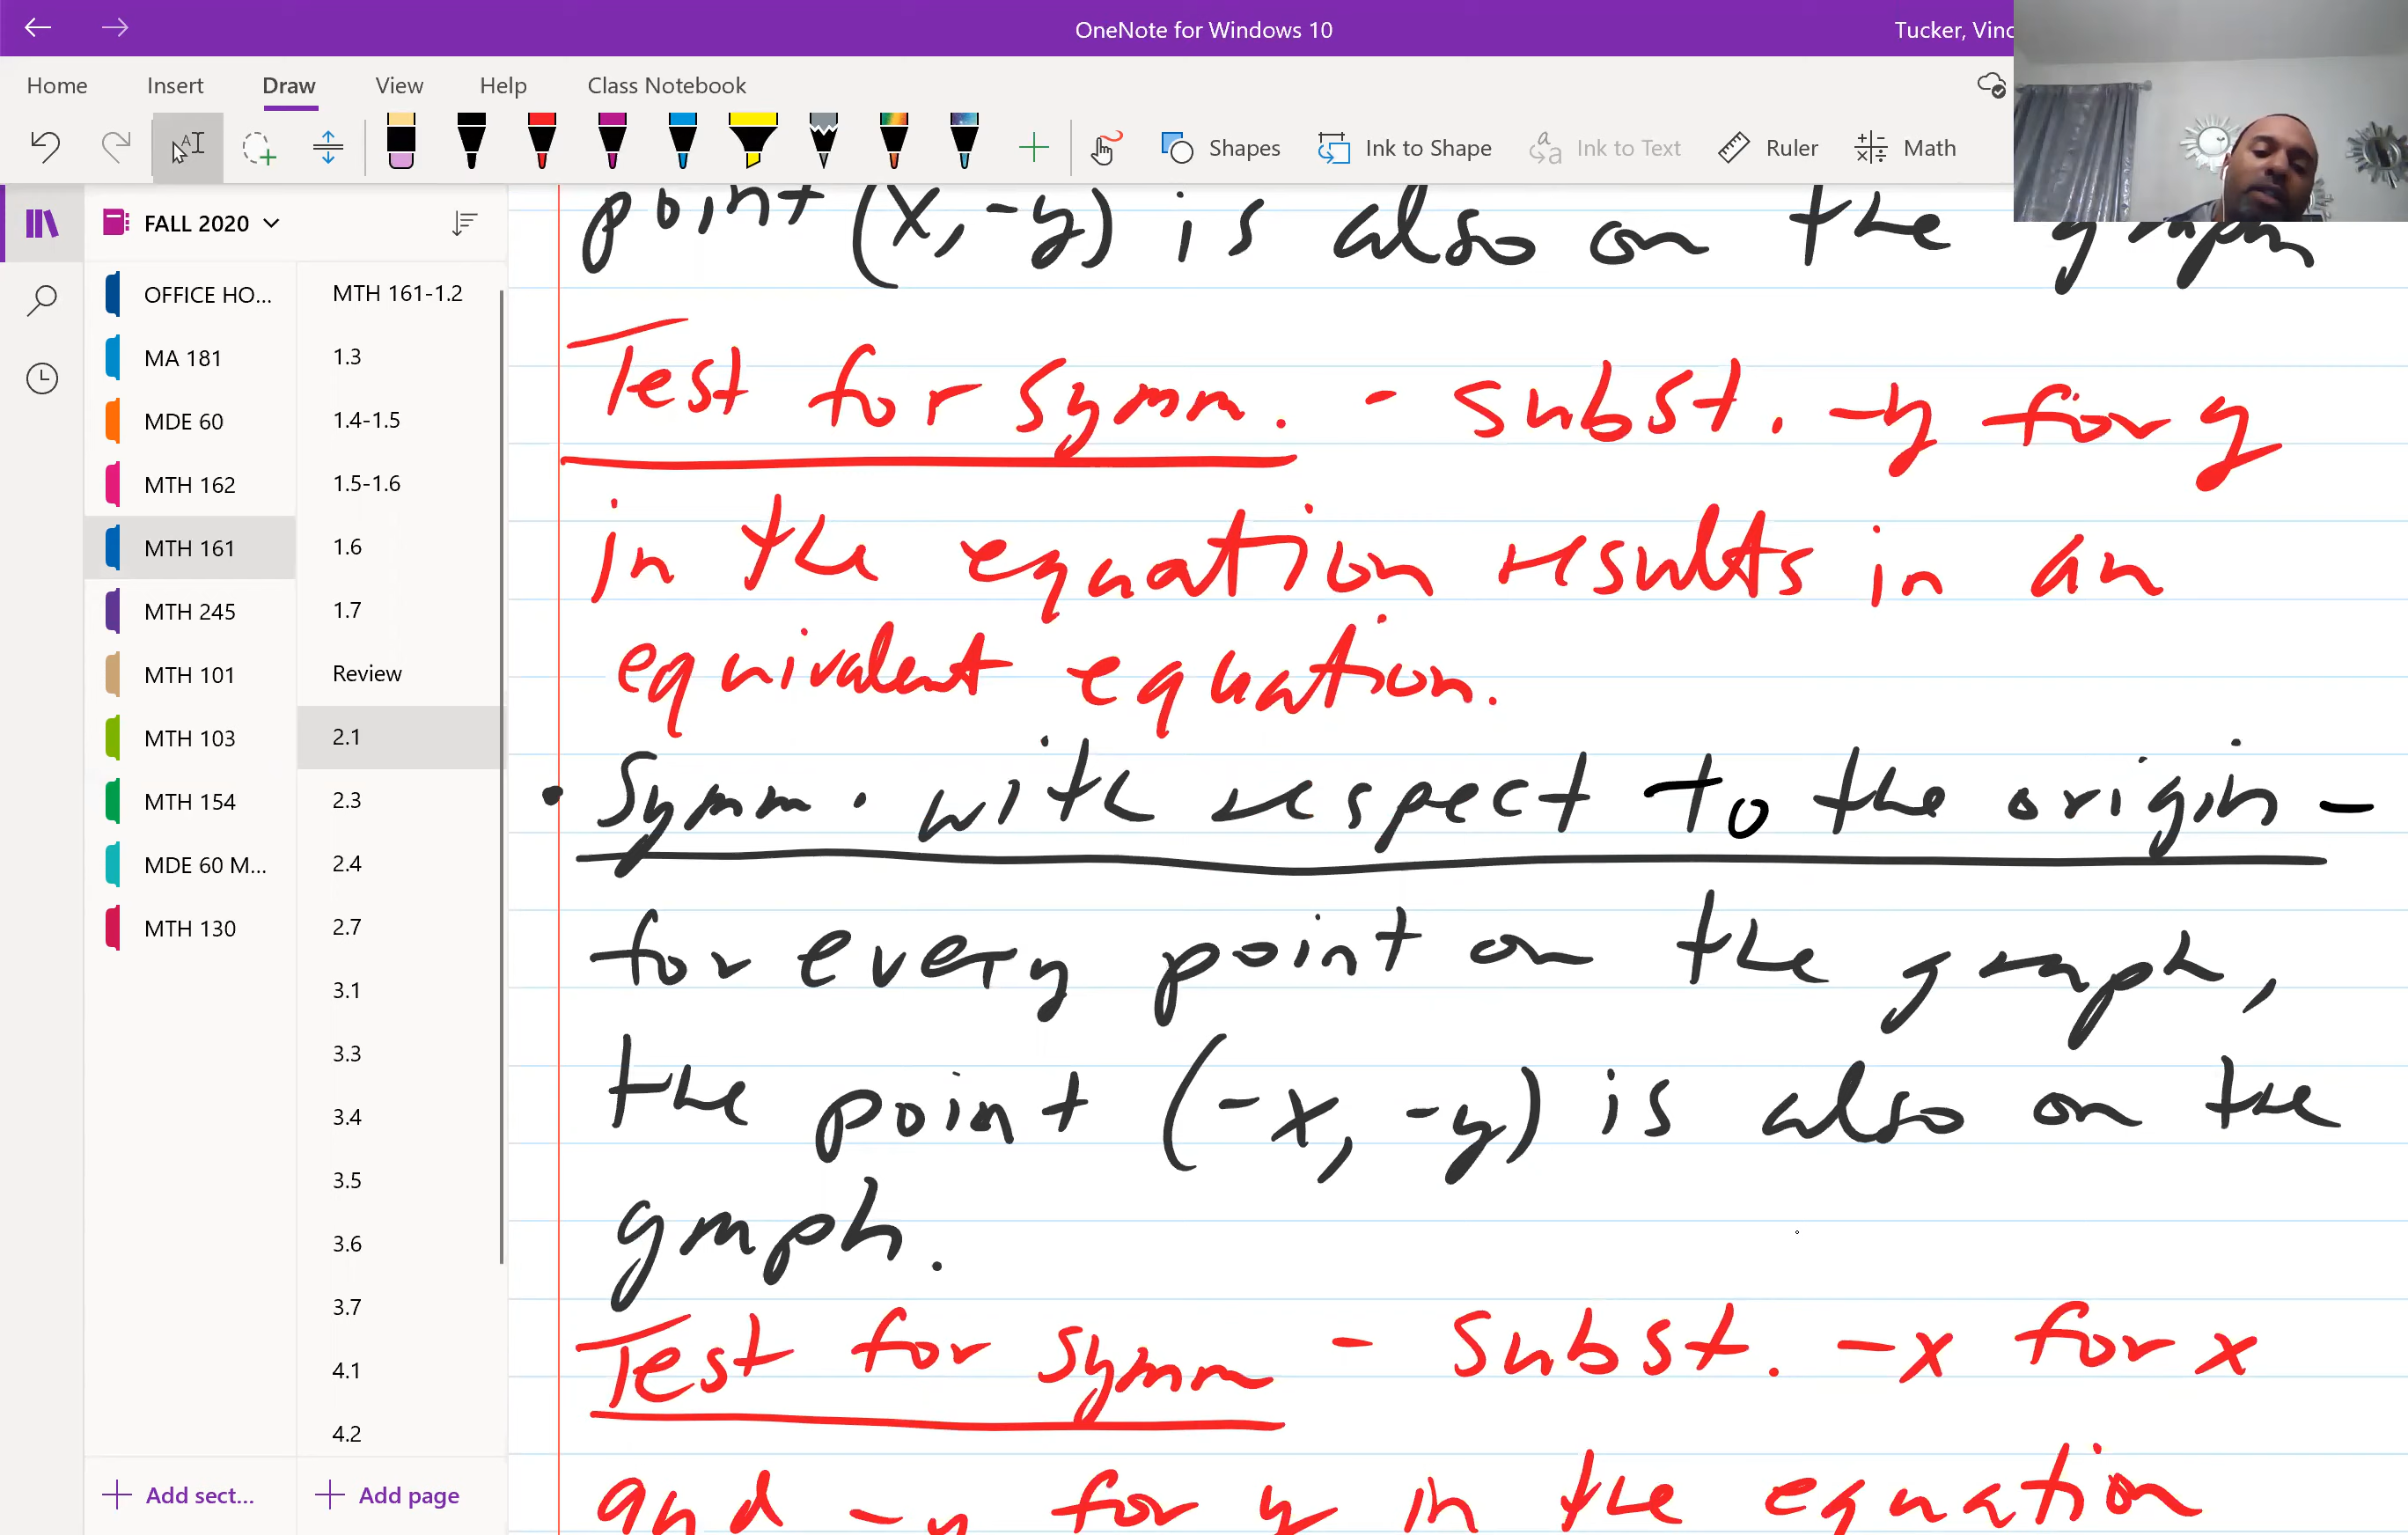 OneNote for Windows 10
Tucker, Vinc
Home Insert Draw View Help Class Notebook
Shapes Ink to Shape Ink to Text Ruler Math
FALL 2020
OFFICE HO...
MA 181
MDE 60
MTH 162
MTH 161
MTH 245
MTH 101
MTH 103
MTH 154
MDE 60 M...
MTH 130
Add sect...
MTH 161-1.2
1.3
1.4-1.5
1.5-1.6
1.6
1.7
Review
2.1
2.3
2.4
2.7
3.1
3.3
3.4
3.5
3.6
3.7
4.1
4.2
Add page
point (x, -y) is also on the graph
Test for Symm. - subst. -y for y
in the equation results in an
equivalent equation.
• Symm. with respect to the origin -
for every point on the graph,
the point (-x, -y) is also on the
graph.
Test for symm - subst. -x for x
and -y for y in the equation